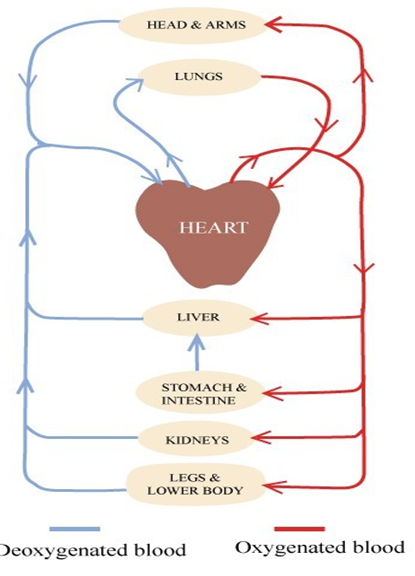 HEAD & ARMS
LUNGS
HEART
LIVER
STOMACH &
INTESTINE
KIDNEYS
LEGS &
LOWER BODY
Deoxygenated blood
Oxygenated blood